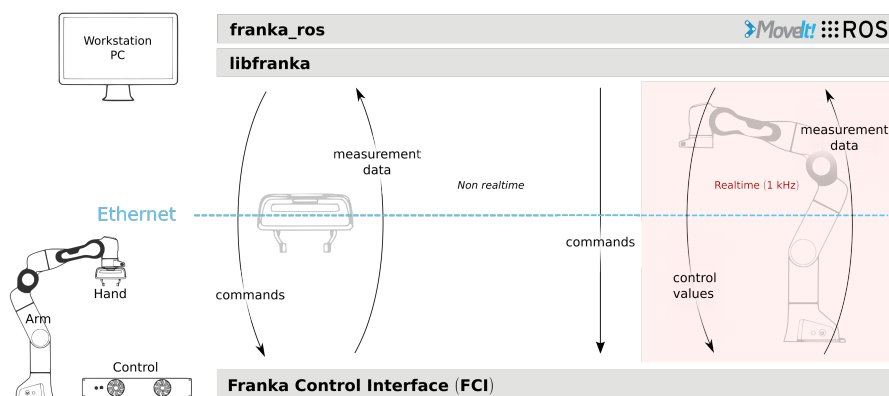 Workstation
PC
franka_ros
MoveIt! ROS
libfranka
measurement
data
Non realtime
measurement
data
Realtime (1 kHz)
Ethernet
commands
Hand
commands
control
values
Arm
Control
Franka Control Interface (FCI)